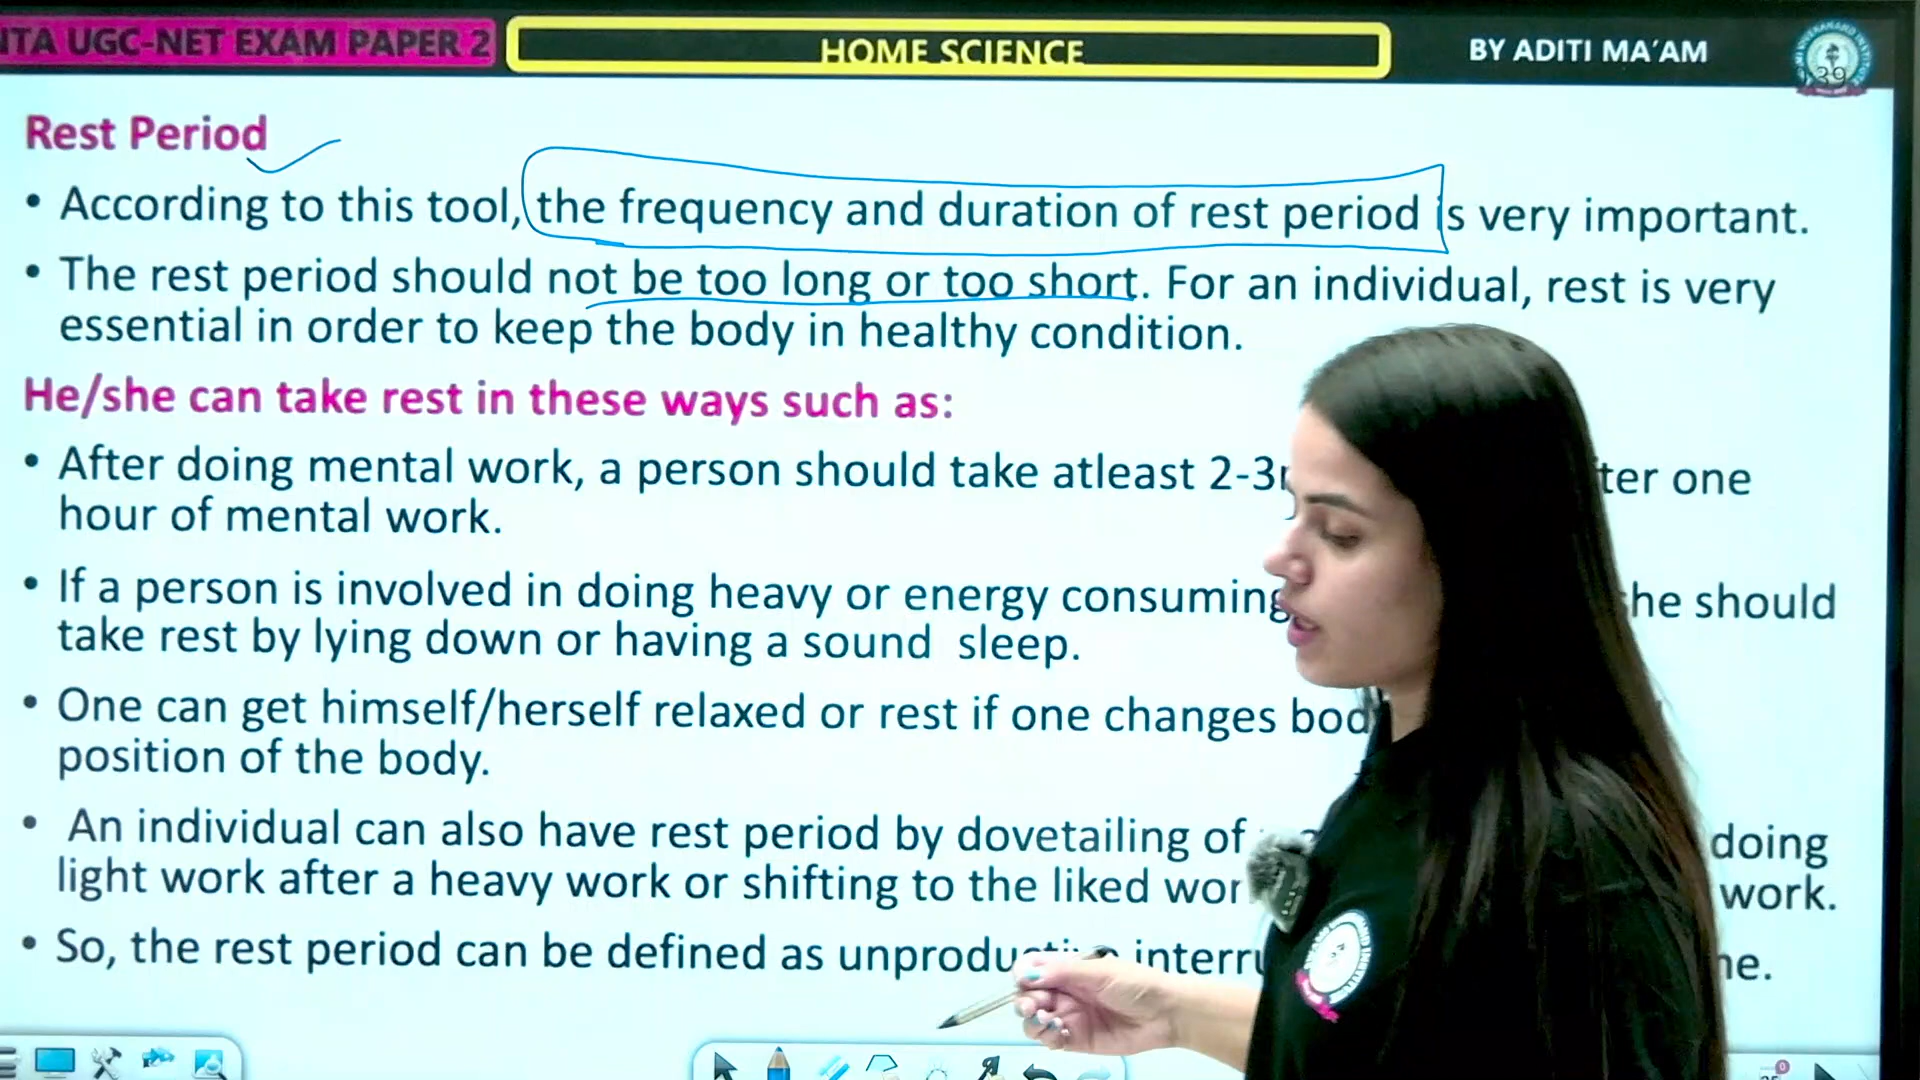 NTA UGC-NET EXAM PAPER 2
HOME SCIENCE
BY ADITI MA'AM
39
Rest Period
• According to this tool, the frequency and duration of rest period is very important.
• The rest period should not be too long or too short. For an individual, rest is very
essential in order to keep the body in healthy condition.
He/she can take rest in these ways such as:
• After doing mental work, a person should take atleast 2-3 one
hour of mental work.
• If a person is involved in doing heavy or energy consuming he should
take rest by lying down or having a sound sleep.
• One can get himself/herself relaxed or rest if one changes
position of the body.
• An individual can also have rest period by dovetailing of doing
light work after a heavy work or shifting to the liked work.
• So, the rest period can be defined as